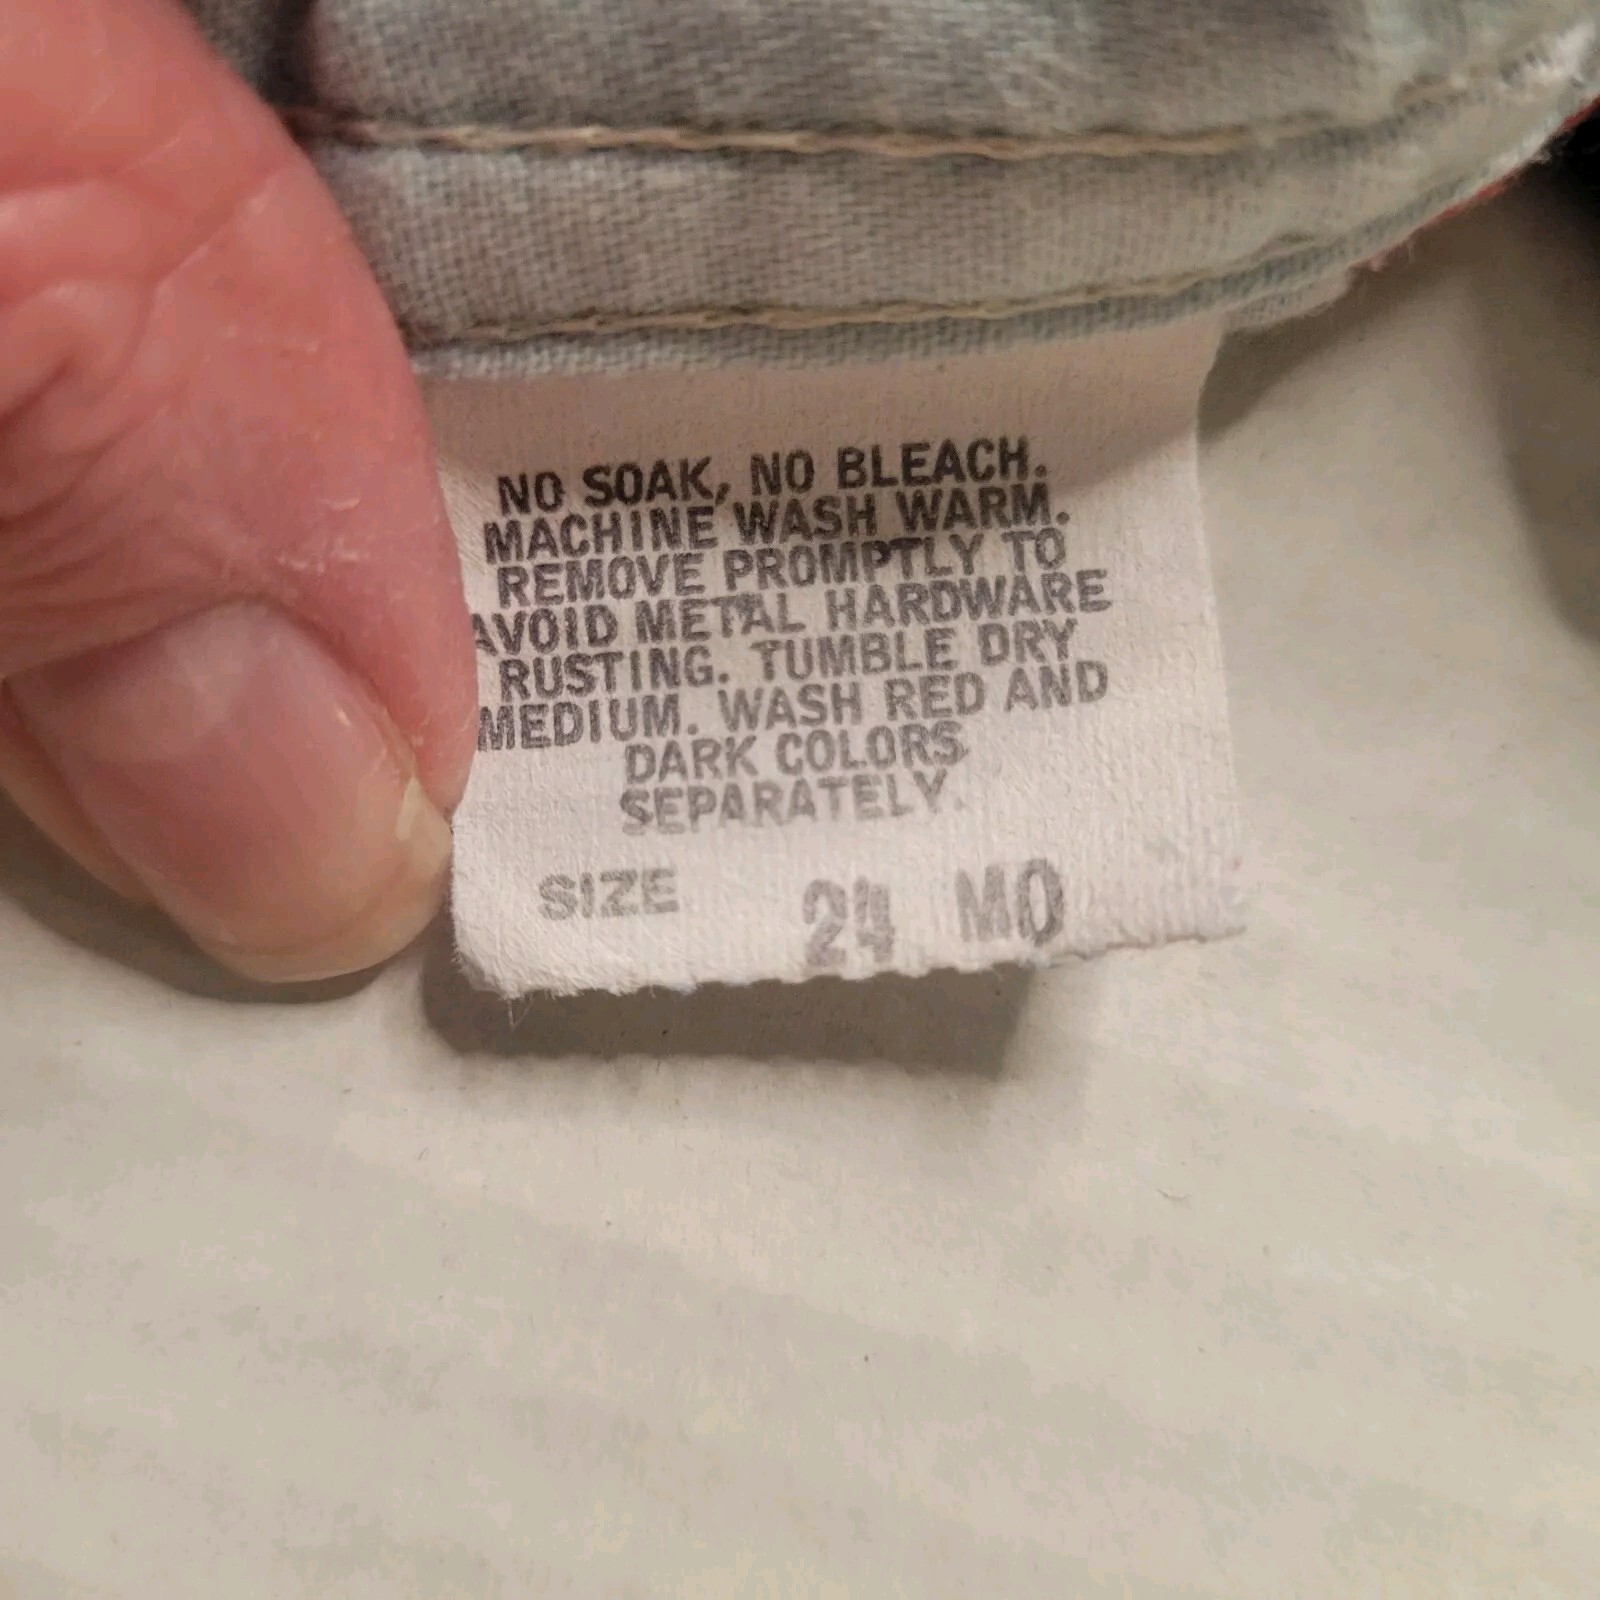 NO SOAK, NO BLEACH.
MACHINE WASH WARM.
REMOVE PROMPTLY TO
AVOID METAL HARDWARE
RUSTING. TUMBLE DRY
MEDIUM. WASH RED AND
DARK COLORS
SEPARATELY.
SIZE 24 MO